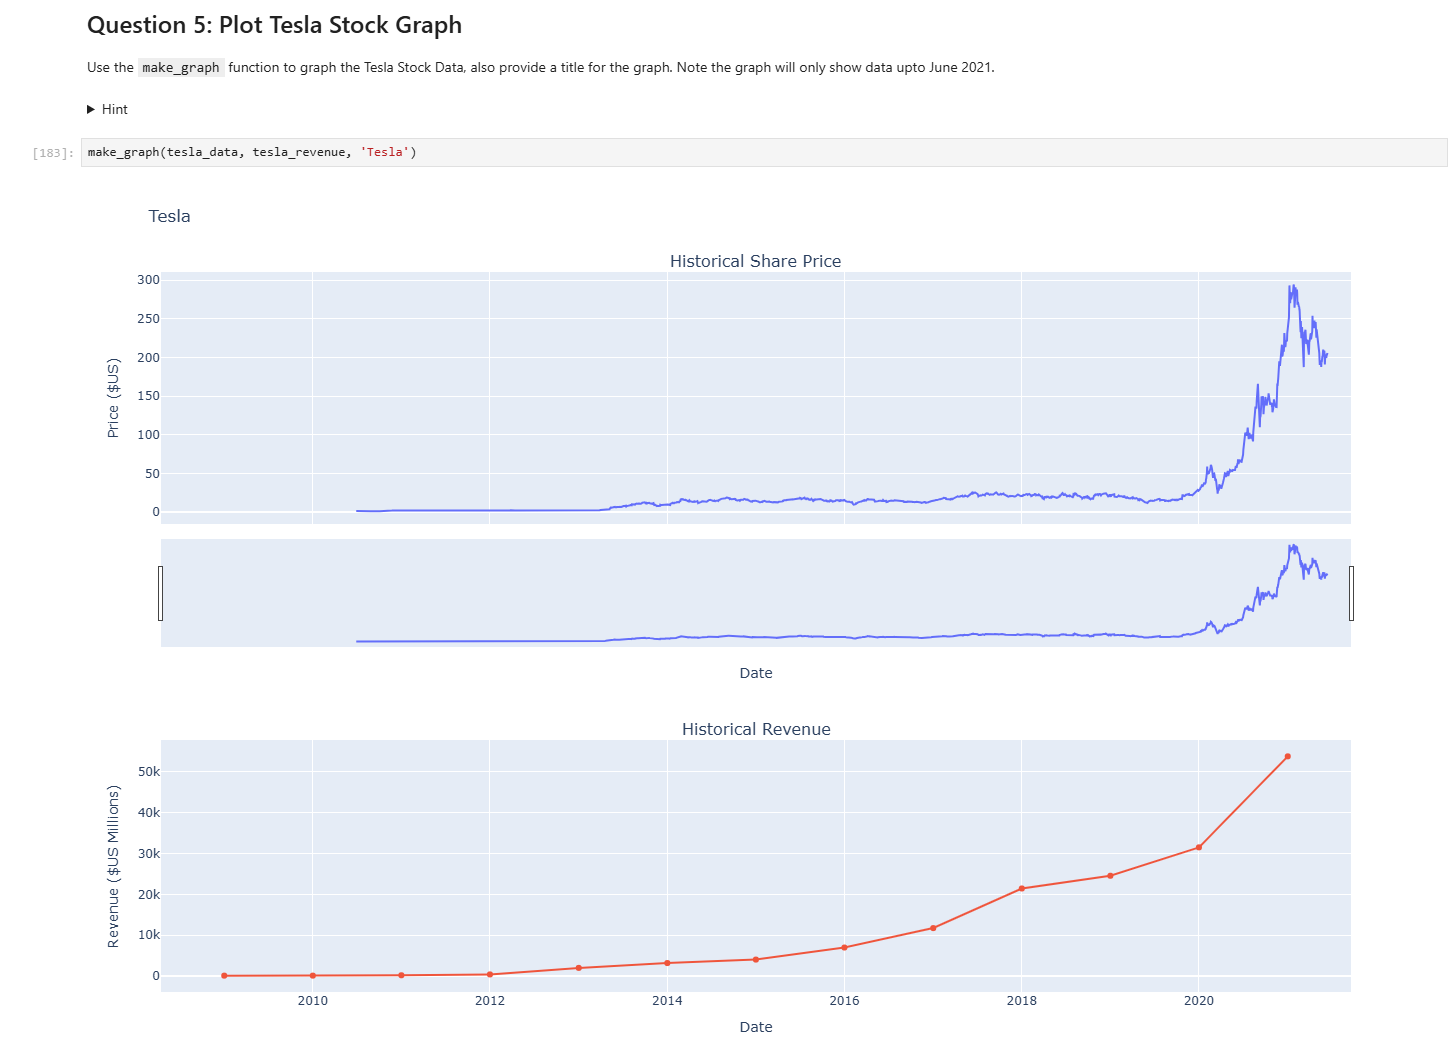 Question 5: Plot Tesla Stock Graph
Use the make_graph function to graph the Tesla Stock Data, also provide a title for the graph. Note the graph will only show data upto June 2021.
Hint
[183]: make_graph(tesla_data, tesla_revenue, 'Tesla')
Tesla
Historical Share Price
300
250
200
150
100
50
0
Price ($US)
Date
Historical Revenue
50k
40k
30k
20k
10k
0
Revenue ($US Millions)
2010 2012 2014 2016 2018 2020
Date